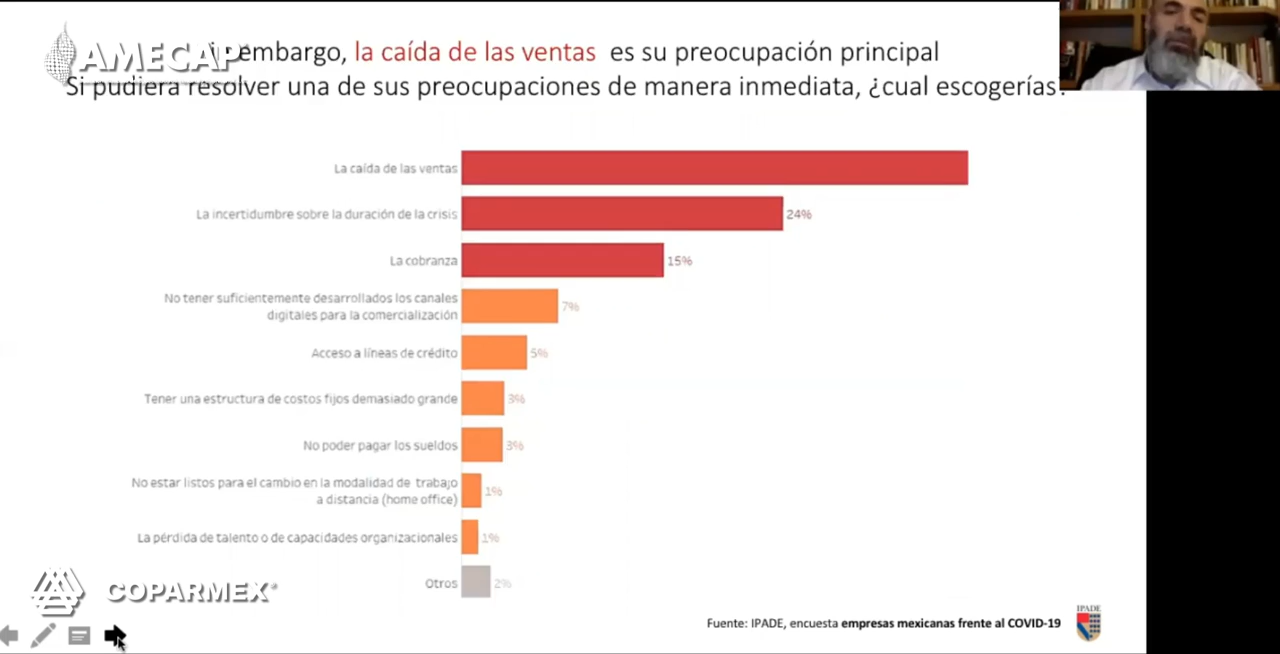 AMECAP
embargo, la caída de las ventas es su preocupación principal
Si pudiera resolver una de sus preocupaciones de manera inmediata, ¿cual escogerías?
La caída de las ventas
La incertidumbre sobre la duración de la crisis 24%
La cobranza 15%
No tener suficientemente desarrollados los canales
digitales para la comercialización 7%
Acceso a líneas de crédito 5%
Tener una estructura de costos fijos demasiado grande 3%
No poder pagar los sueldos 3%
No estar listos para el cambio en la modalidad de trabajo
a distancia (home office) 1%
La pérdida de talento o de capacidades organizacionales 1%
Otros 2%
COPARMEX®
IPADE
Fuente: IPADE, encuesta empresas mexicanas frente al COVID-19